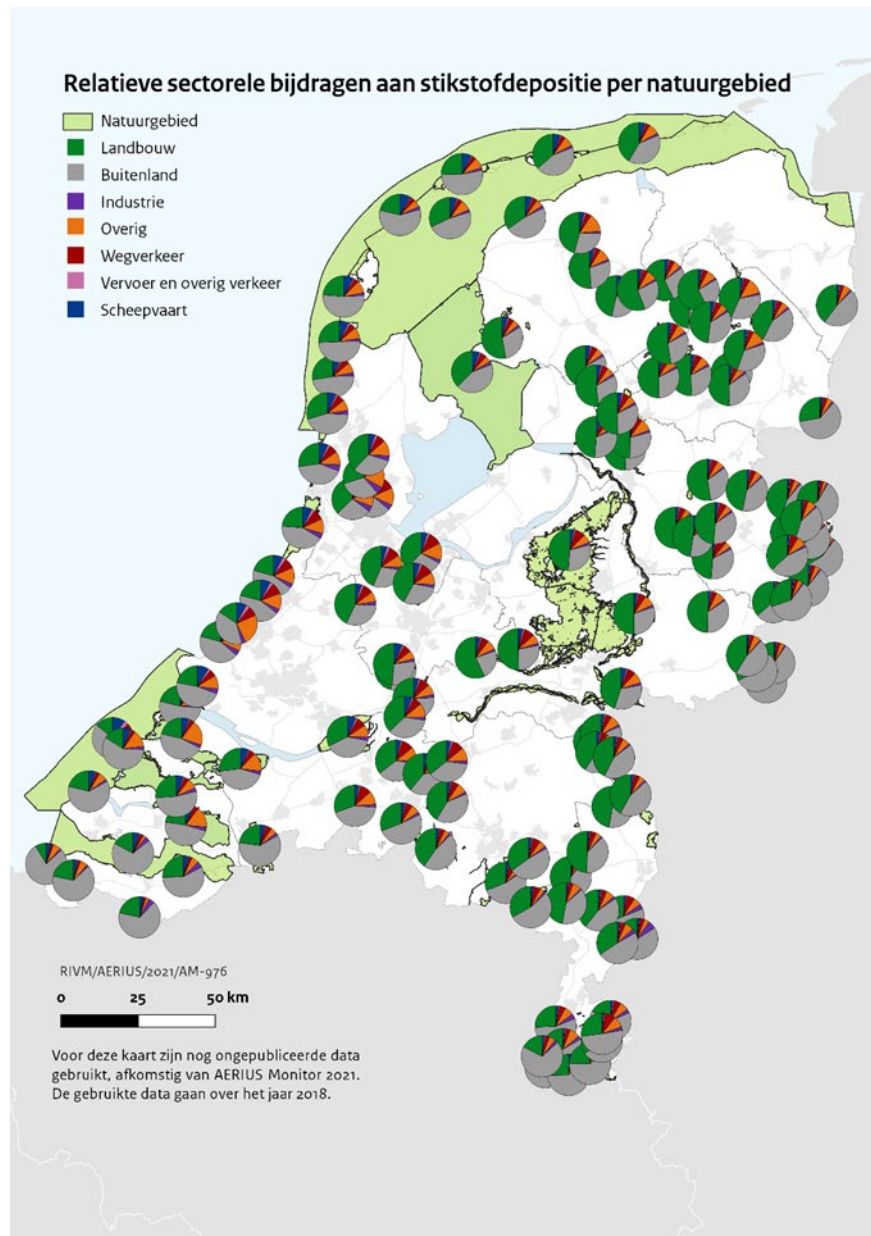 Relatieve sectorele bijdragen aan stikstofdepositie per natuurgebied
Natuurgebied
Landbouw
Buitenland
Industrie
Overig
Wegverkeer
Vervoer en overig verkeer
Scheepvaart
RIVM/AERIUS/2021/AM-976
0 25 50 km
Voor deze kaart zijn nog ongepubliceerde data
gebruikt, afkomstig van AERIUS Monitor 2021.
De gebruikte data gaan over het jaar 2018.